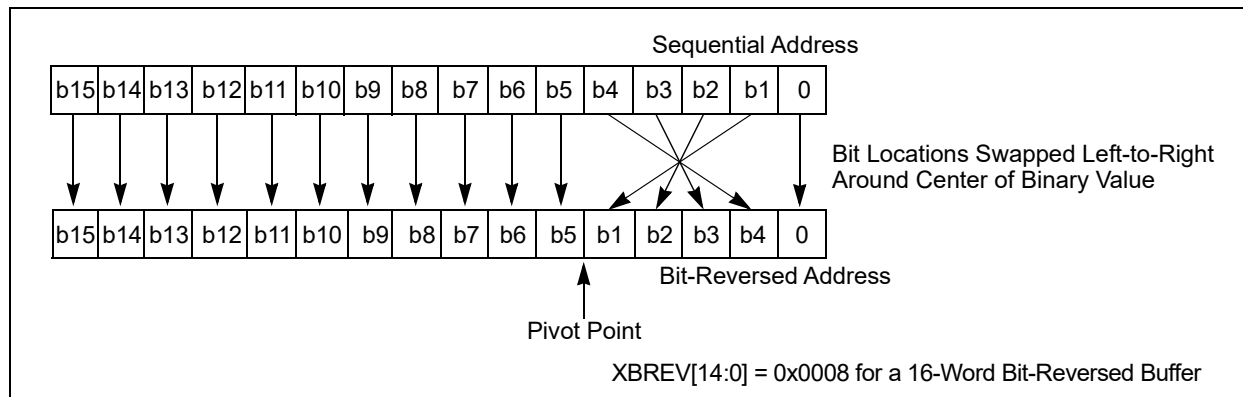 Sequential Address
b15 b14 b13 b12 b11 b10 b9 b8 b7 b6 b5 b4 b3 b2 b1 0
Bit Locations Swapped Left-to-Right
Around Center of Binary Value
b15 b14 b13 b12 b11 b10 b9 b8 b7 b6 b5 b1 b2 b3 b4 0
Bit-Reversed Address
Pivot Point
XBREV[14:0] = 0x0008 for a 16-Word Bit-Reversed Buffer